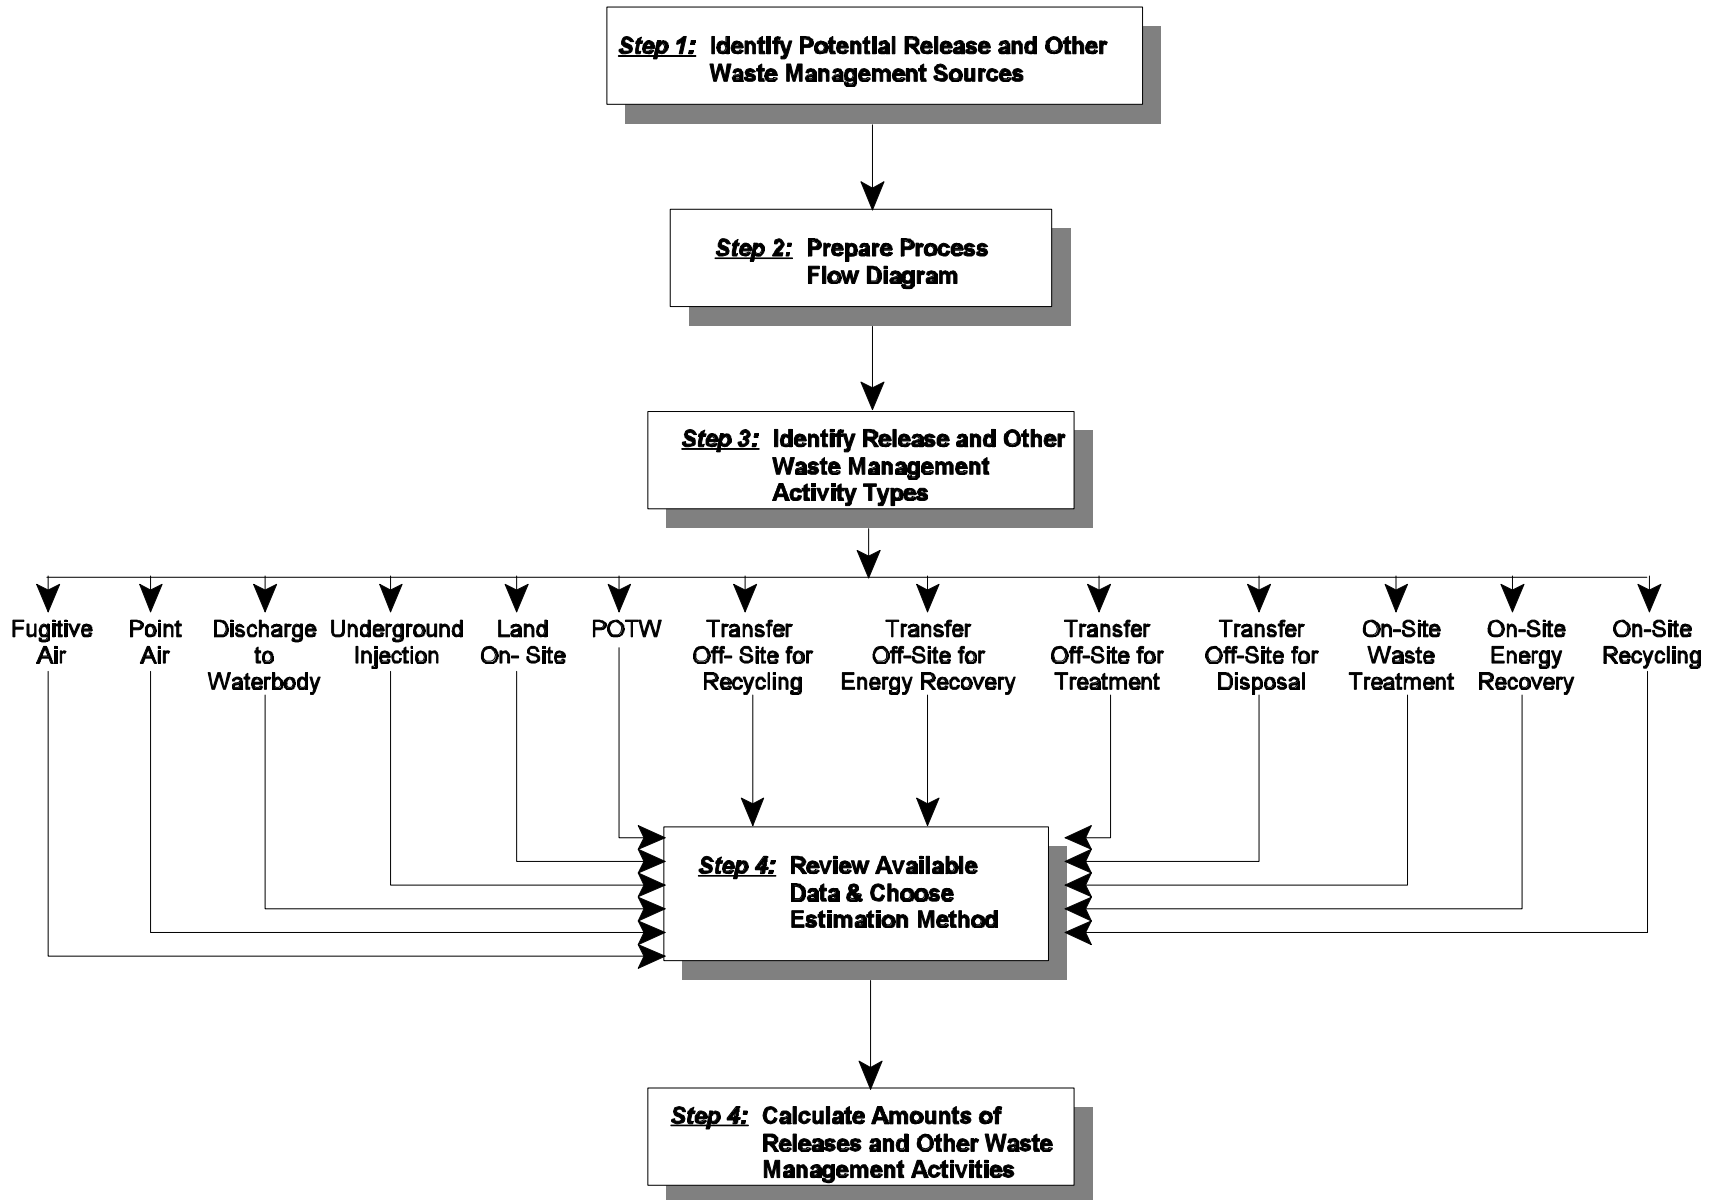 Step 1: Identify Potential Release and Other
Waste Management Sources
Step 2: Prepare Process
Flow Diagram
Step 3: Identify Release and Other
Waste Management
Activity Types
Fugitive
Air
Point
Air
Discharge
to
Waterbody
Underground
Injection
Land
On- Site
POTW
Transfer
Off- Site for
Recycling
Transfer
Off-Site for
Energy Recovery
Transfer
Off-Site for
Treatment
Transfer
Off-Site for
Disposal
On-Site
Waste
Treatment
On-Site
Energy
Recovery
On-Site
Recycling
Step 4: Review Available
Data & Choose
Estimation Method
Step 4: Calculate Amounts of
Releases and Other Waste
Management Activities